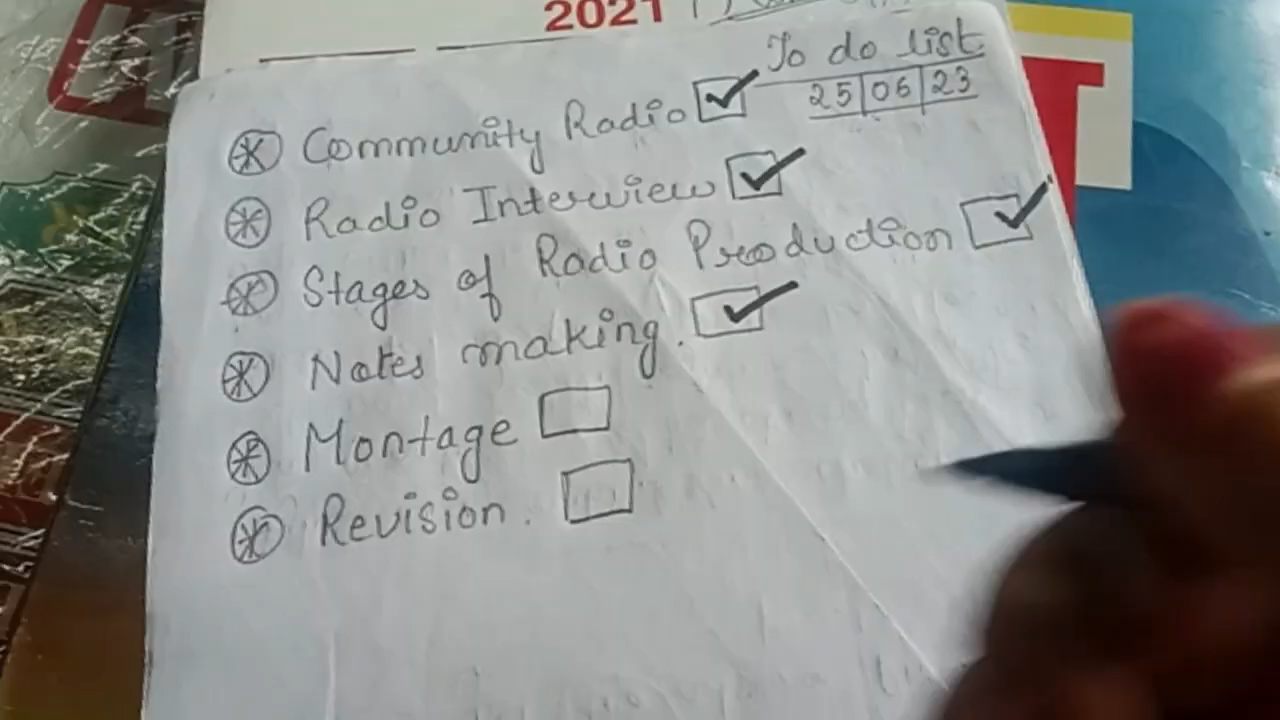 2021
To do list
25|06|23
Community Radio ☑
Radio Interview ☑
Stages of Radio Production ☑
Notes making. ☑
Montage ☐
Revision. ☐